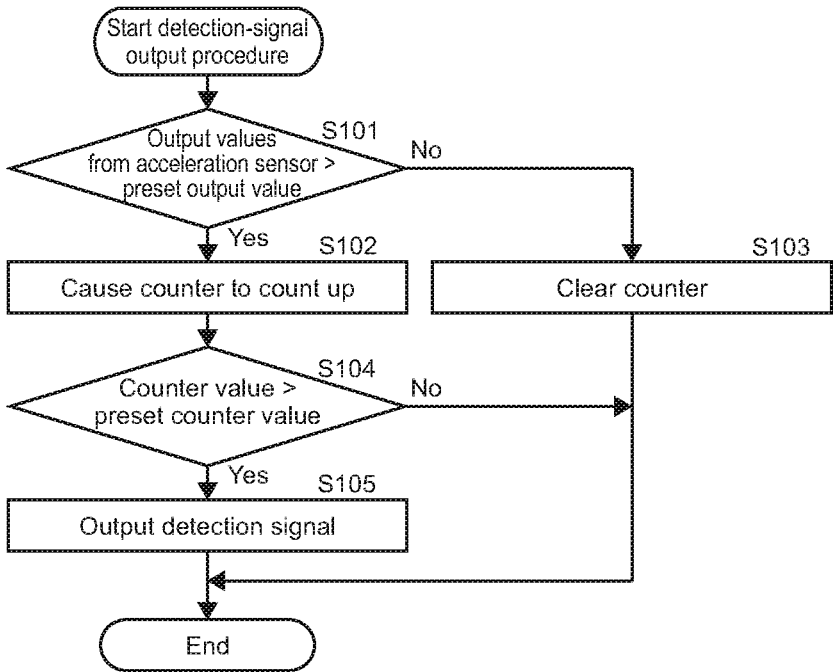 Start detection-signal
output procedure
S101
Output values
from acceleration sensor >
preset output value
No
Yes
S102
Cause counter to count up
S103
Clear counter
S104
Counter value >
preset counter value
No
Yes
S105
Output detection signal
End